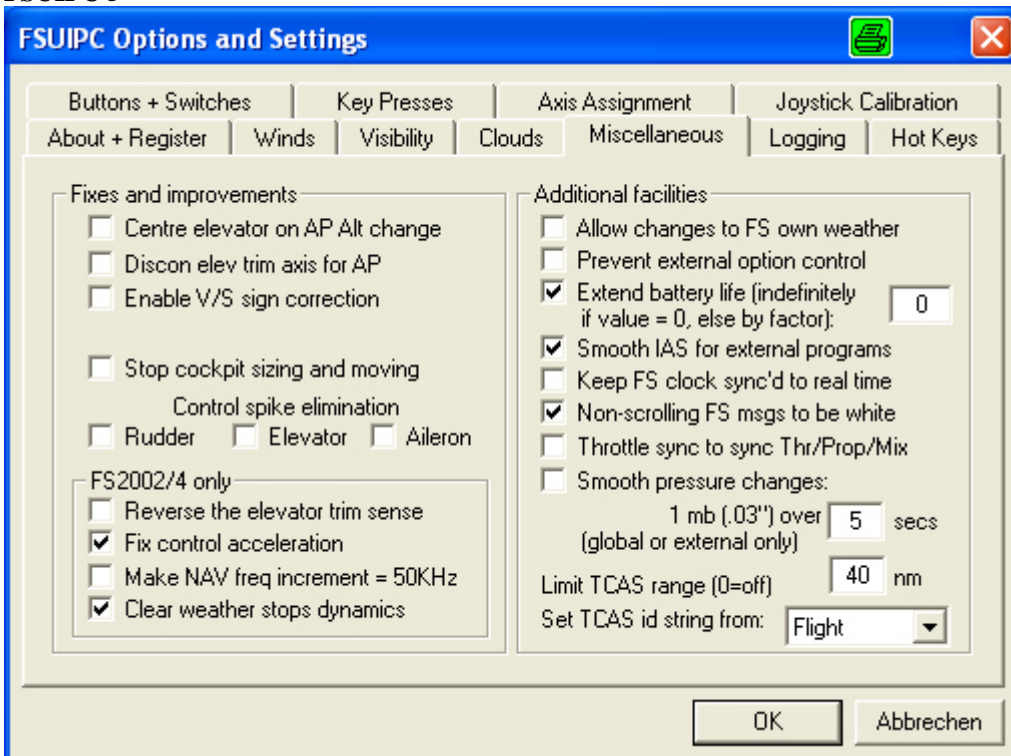 FSUIPC Options and Settings
Buttons + Switches Key Presses Axis Assignment Joystick Calibration
About + Register Winds Visibility Clouds Miscellaneous Logging Hot Keys
Fixes and improvements
Centre elevator on AP Alt change
Discon elev trim axis for AP
Enable V/S sign correction
Stop cockpit sizing and moving
Control spike elimination
Rudder Elevator Aileron
FS2002/4 only
Reverse the elevator trim sense
Fix control acceleration
Make NAV freq increment = 50KHz
Clear weather stops dynamics
Additional facilities
Allow changes to FS own weather
Prevent external option control
Extend battery life (indefinitely
if value = 0, else by factor): 0
Smooth IAS for external programs
Keep FS clock sync'd to real time
Non-scrolling FS msgs to be white
Throttle sync to sync Thr/Prop/Mix
Smooth pressure changes:
1 mb (.03") over 5 secs
(global or external only)
Limit TCAS range (0=off) 40 nm
Set TCAS id string from: Flight
OK Abbrechen